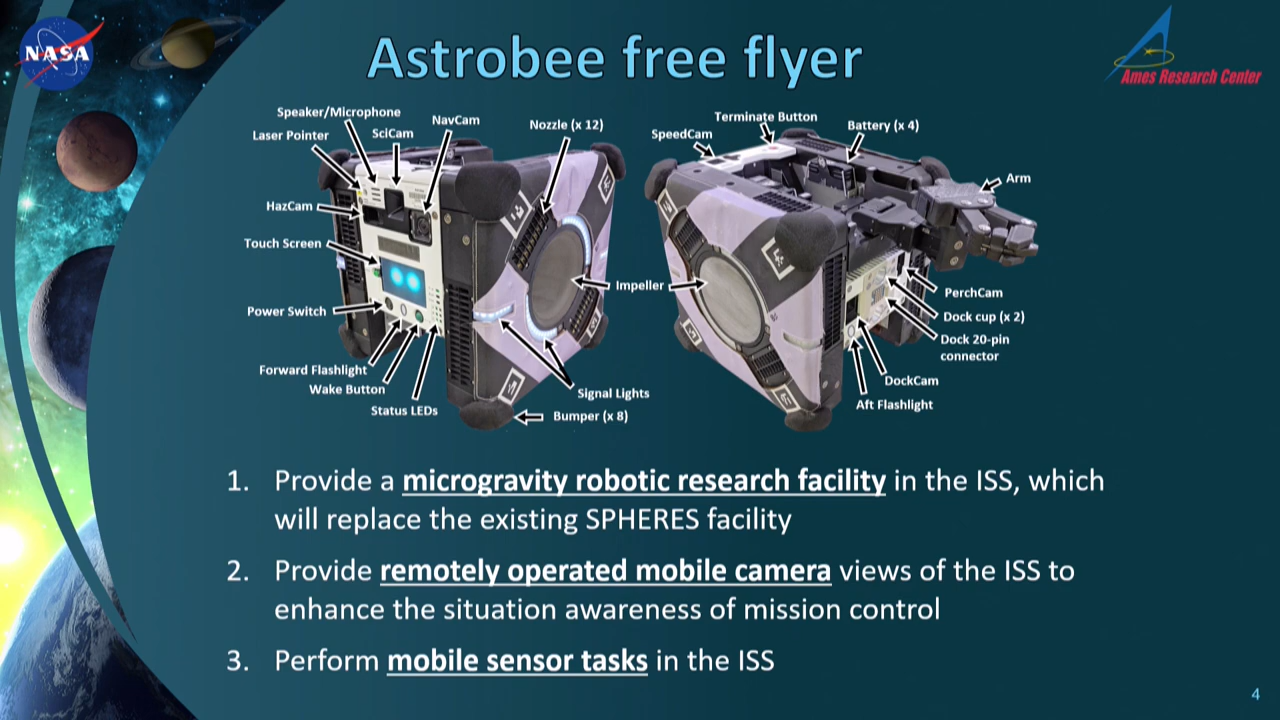 NASA
Astrobee free flyer
Ames Research Center
Speaker/Microphone
Laser Pointer
SciCam
NavCam
Nozzle (x 12)
HazCam
Touch Screen
Power Switch
Forward Flashlight
Wake Button
Status LEDs
Impeller
Signal Lights
Bumper (x 8)
SpeedCam
Terminate Button
Battery (x 4)
Arm
PerchCam
Dock cup (x 2)
Dock 20-pin
connector
DockCam
Aft Flashlight
1. Provide a microgravity robotic research facility in the ISS, which
will replace the existing SPHERES facility
2. Provide remotely operated mobile camera views of the ISS to
enhance the situation awareness of mission control
3. Perform mobile sensor tasks in the ISS
4